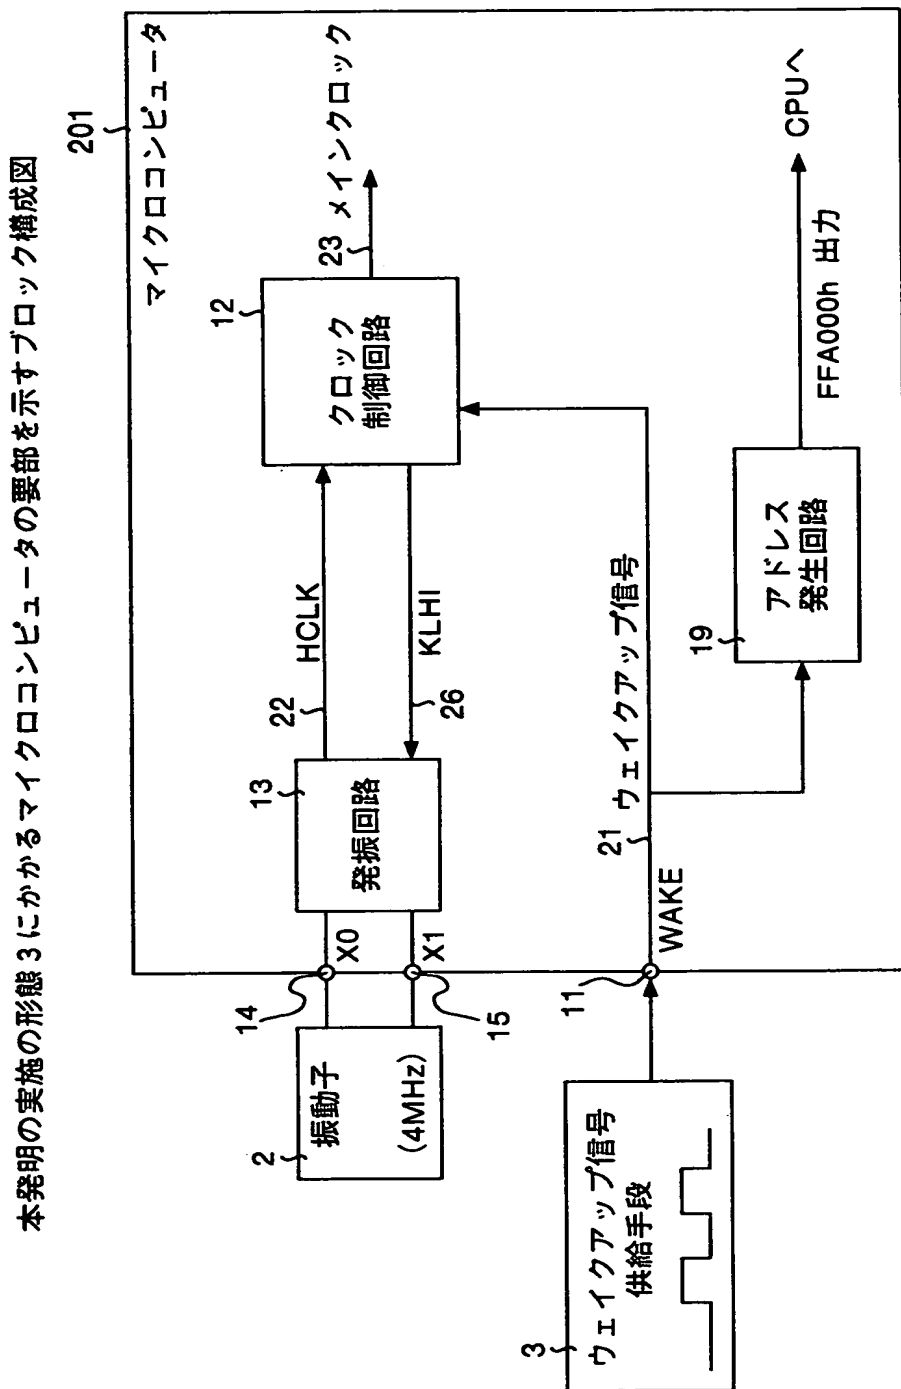 本発明の実施の形態3にかかるマイクロコンピュータの要部を示すブロック構成図
201
マイクロコンピュータ
2
振動子
(4MHz)
14
X0
15
X1
13
発振回路
22
HCLK
26
KLHI
12
クロック
制御回路
23
メインクロック
3
ウェイクアップ信号
供給手段
11
WAKE
21
ウェイクアップ信号
19
アドレス
発生回路
FFA000h 出力
CPUへ